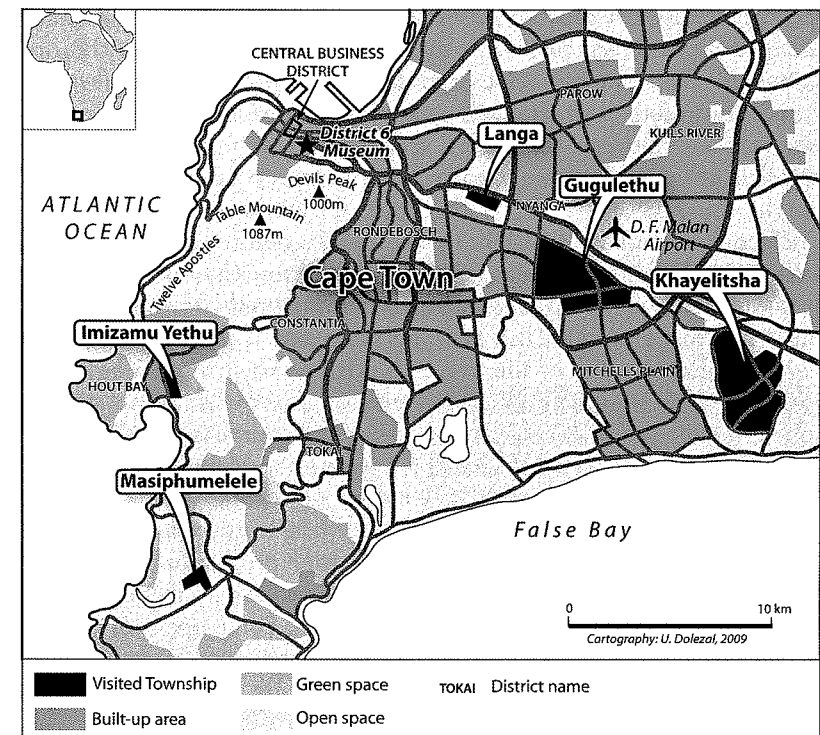 CENTRAL BUSINESS
DISTRICT
District 6
Museum
PAROW
Langa
KUILS RIVER
Gugulethu
Devils Peak
1000m
NYANGA
ATLANTIC
OCEAN
Table Mountain
1087m
RONDEBOSCH
D. F. Malan
Airport
Twelve Apostles
Cape Town
Khayelitsha
Imizamu Yethu
CONSTANTIA
HOUT BAY
MITCHELLS PLAIN
TOKAI
Masiphumelele
False Bay
0 10 km
Cartography: U. Dolezal, 2009
Visited Township
Green space
TOKAI District name
Built-up area
Open space